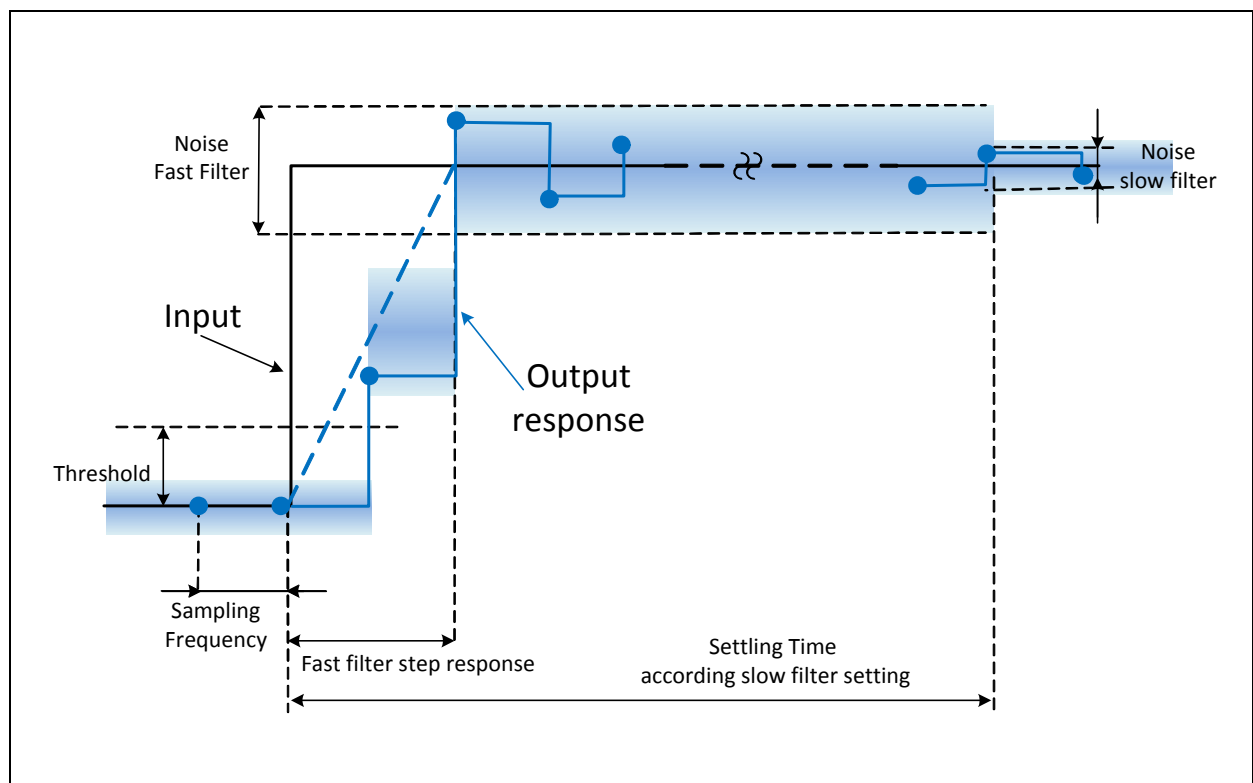 Noise
Fast Filter
Noise
slow filter
Input
Output
response
Threshold
Sampling
Frequency
Fast filter step response
Settling Time
according slow filter setting